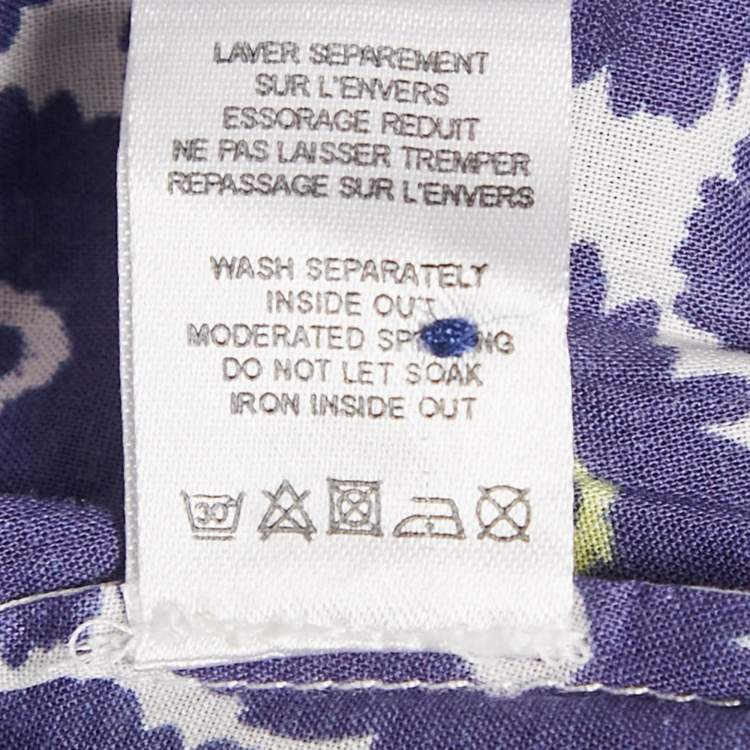 LAVER SEPAREMENT
SUR L'ENVERS
ESSORAGE REDUIT
NE PAS LAISSER TREMPER
REPASSAGE SUR L'ENVERS
WASH SEPARATELY
INSIDE OUT
MODERATED
DO NOT LET SOAK
IRON INSIDE OUT
30°